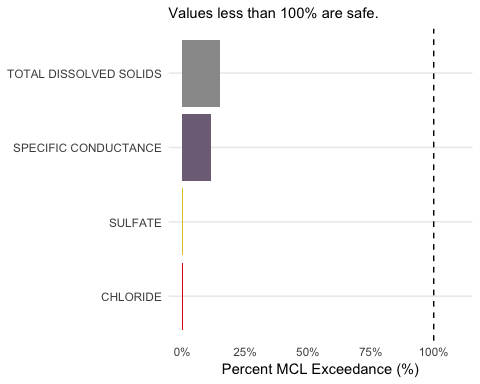 Values less than 100% are safe.
TOTAL DISSOLVED SOLIDS
SPECIFIC CONDUCTANCE
SULFATE
CHLORIDE
0% 25% 50% 75% 100%
Percent MCL Exceedance (%)